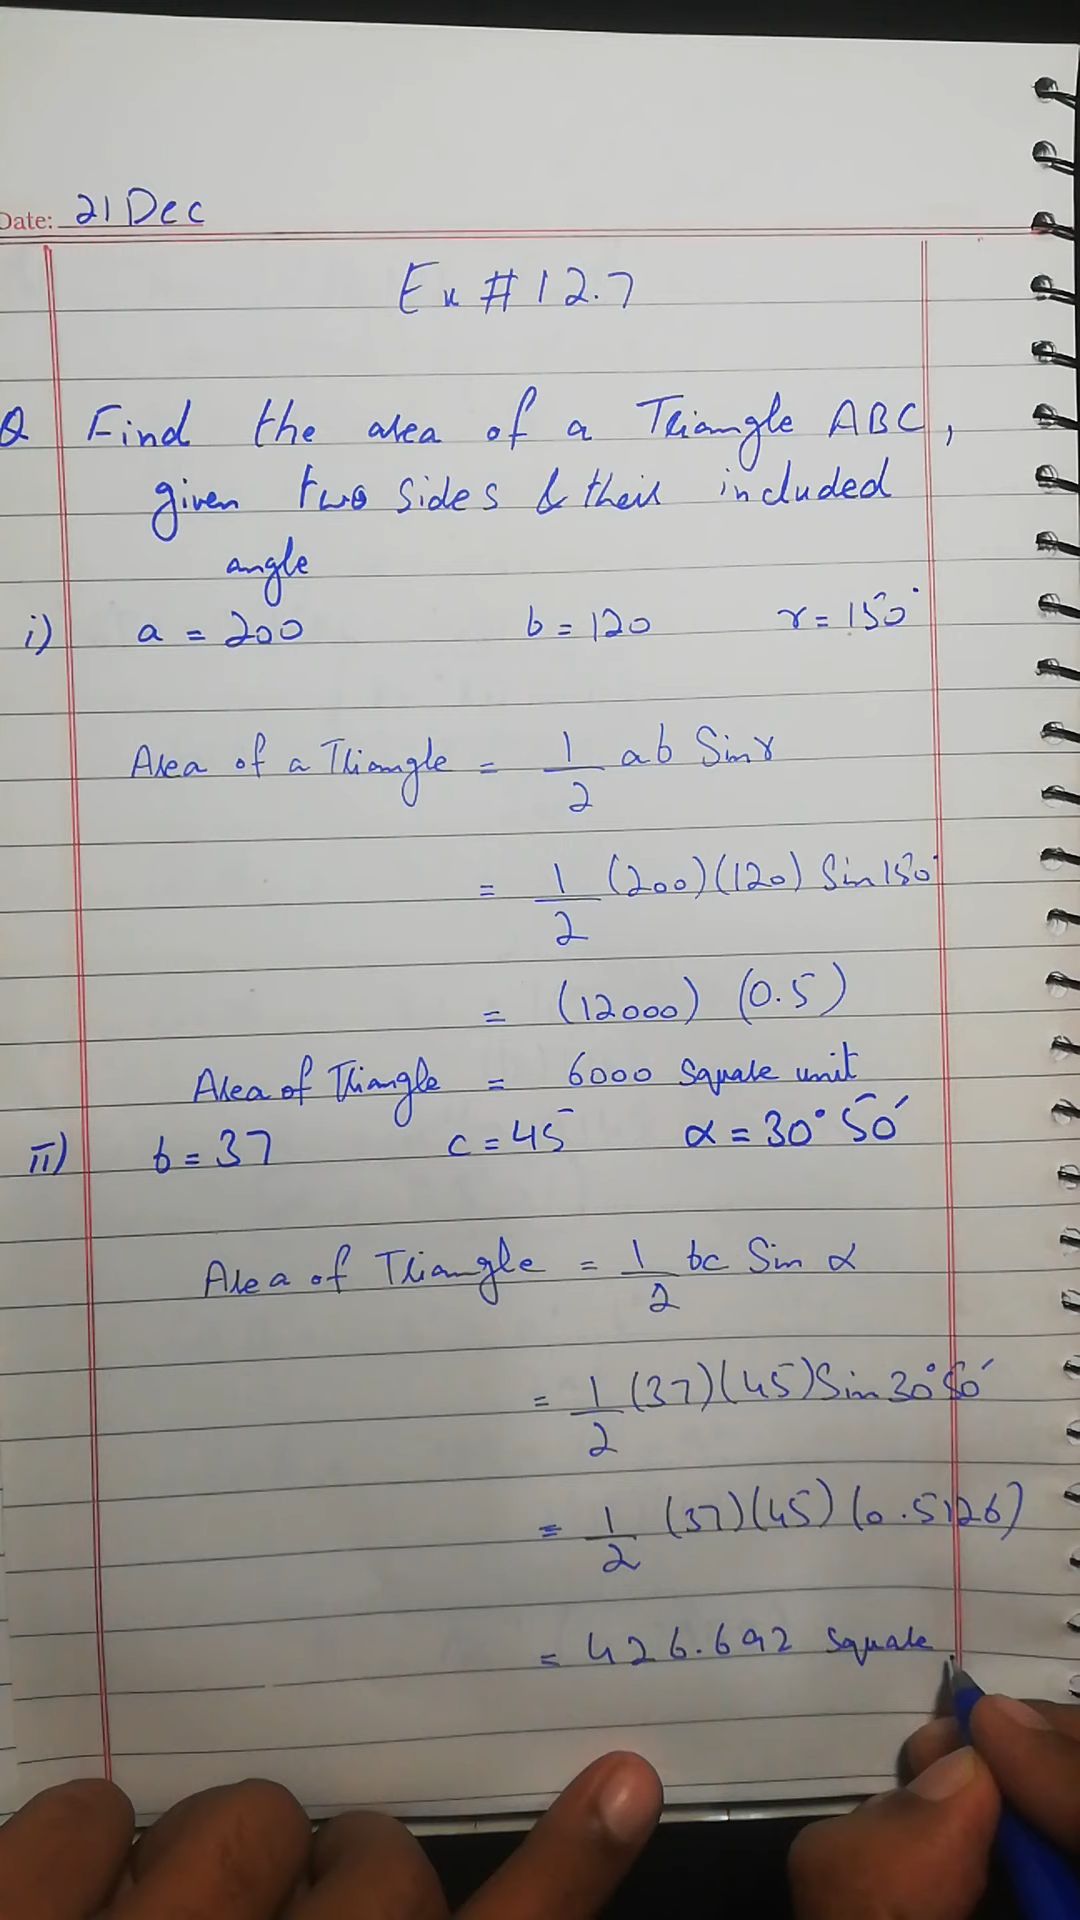 Date: 21 Dec
Ex # 12.7
Q Find the area of a Triangle ABC,
given two sides & their included
angle
i) a = 200 b = 120 γ = 150°
Area of a Triangle = 1/2 ab Sin γ
= 1/2 (200)(120) Sin 150°
= (12000) (0.5)
Area of Triangle = 6000 square unit
ii) b = 37 c = 45 α = 30° 50′
Area of Triangle = 1/2 bc Sin α
= 1/2 (37)(45) Sin 30° 50′
= 1/2 (37)(45) (0.5126)
= 426.692 square